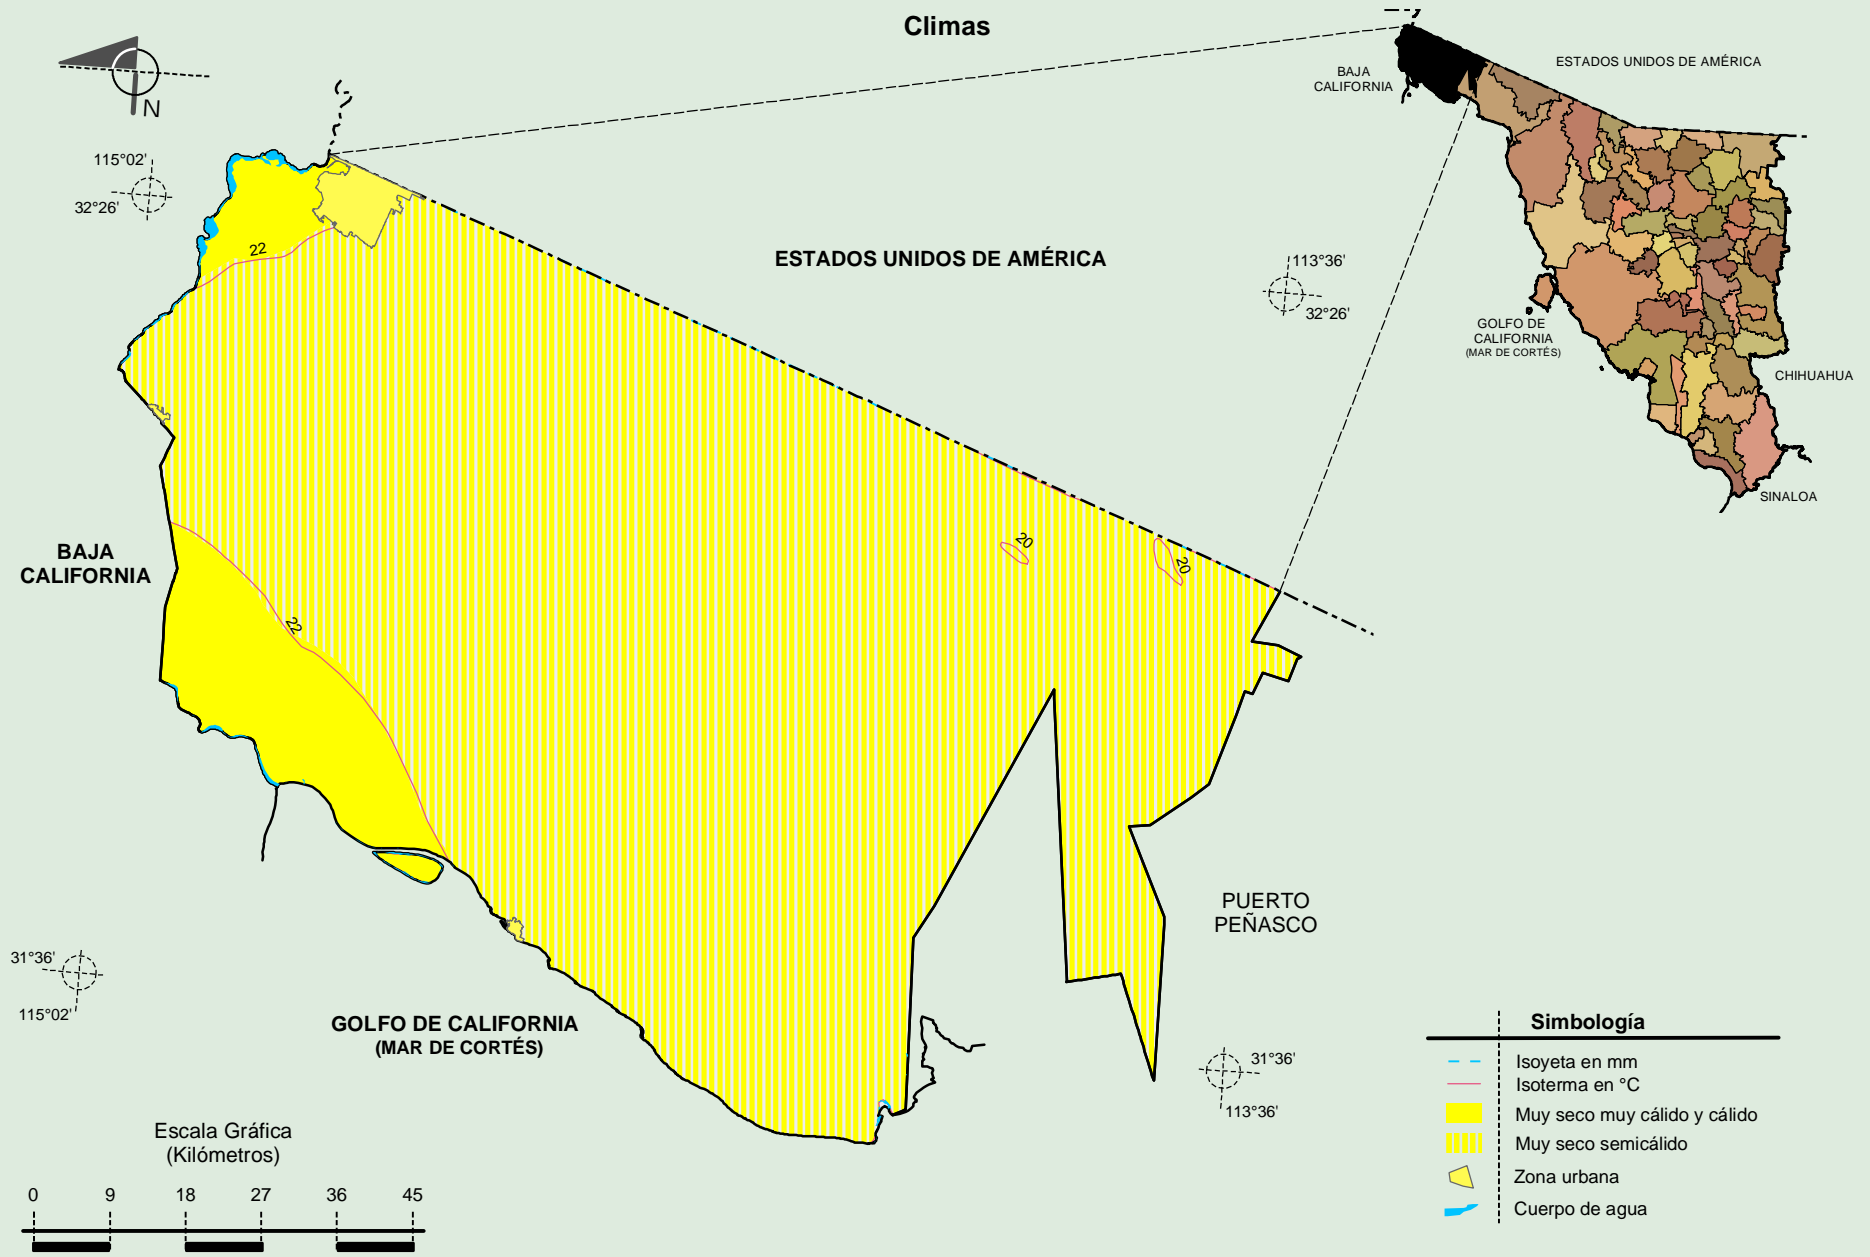 Climas
N
115°02'
32°26'
22
ESTADOS UNIDOS DE AMÉRICA
113°36'
32°26'
BAJA
CALIFORNIA
ESTADOS UNIDOS DE AMÉRICA
GOLFO DE
CALIFORNIA
(MAR DE CORTÉS)
CHIHUAHUA
SINALOA
20
20
BAJA
CALIFORNIA
22
PUERTO
PEÑASCO
31°36'
115°02'
GOLFO DE CALIFORNIA
(MAR DE CORTÉS)
31°36'
113°36'
Escala Gráfica
(Kilómetros)
0 9 18 27 36 45
Simbología
Isoyeta en mm
Isoterma en °C
Muy seco muy cálido y cálido
Muy seco semicálido
Zona urbana
Cuerpo de agua